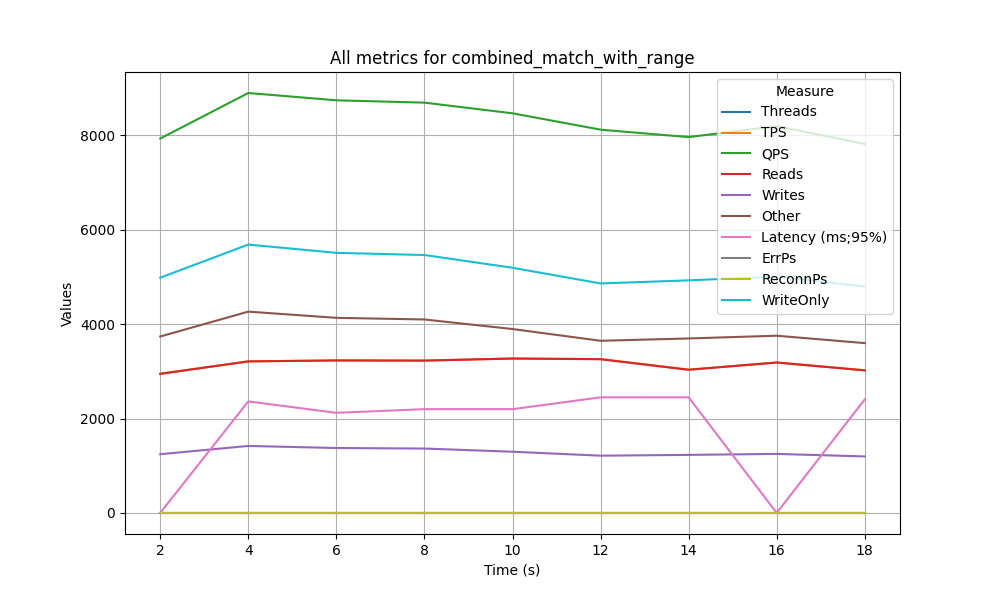 All metrics for combined_match_with_range
Measure
Threads
TPS
QPS
Reads
Writes
Other
Latency (ms;95%)
ErrPs
ReconnPs
WriteOnly
Values
8000
6000
4000
2000
0
2 4 6 8 10 12 14 16 18
Time (s)